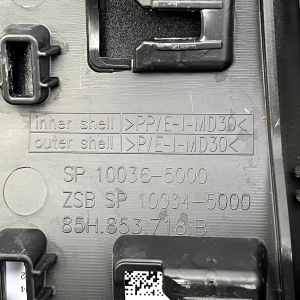 inner shell >PP/E-I-MD30<
outer shell >P/E-I-MD30<
SP 10036-5000
ZSB SP 10034-5000
85H.853.718.B